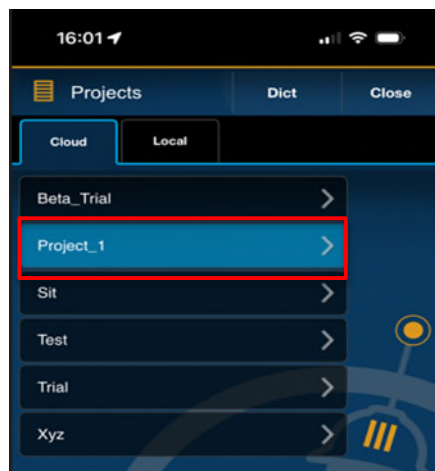 16:01
Projects Dict Close
Cloud Local
Beta_Trial
Project_1
Sit
Test
Trial
Xyz